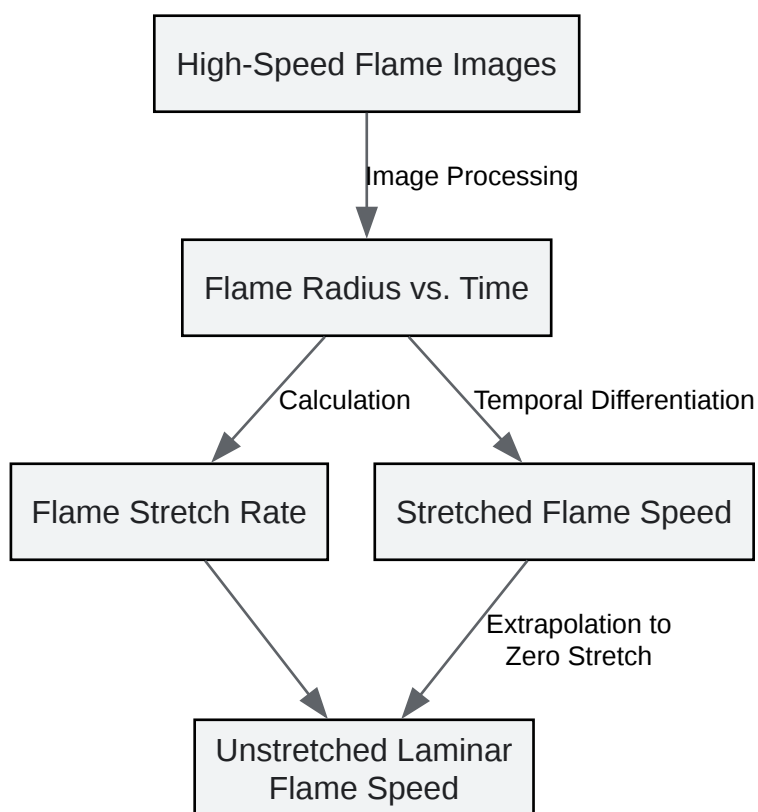 High-Speed Flame Images
Image Processing
Flame Radius vs. Time
Calculation
Temporal Differentiation
Flame Stretch Rate
Stretched Flame Speed
Extrapolation to
Zero Stretch
Unstretched Laminar
Flame Speed